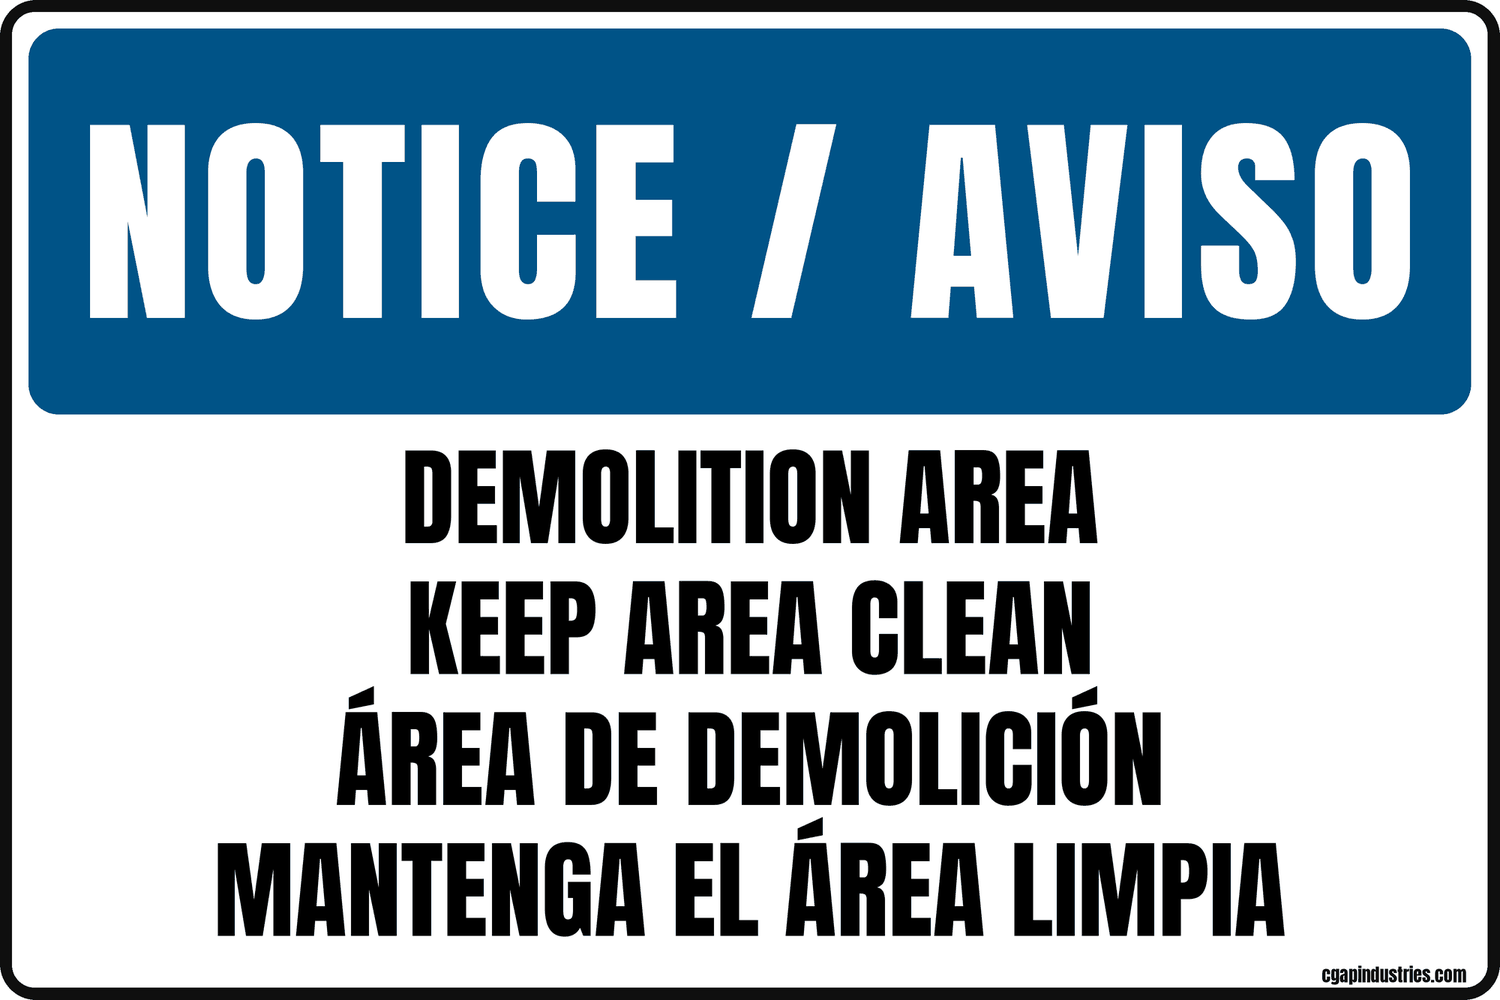 NOTICE / AVISO
DEMOLITION AREA
KEEP AREA CLEAN
ÁREA DE DEMOLICIÓN
MANTENGA EL ÁREA LIMPIA
cgapindustries.com